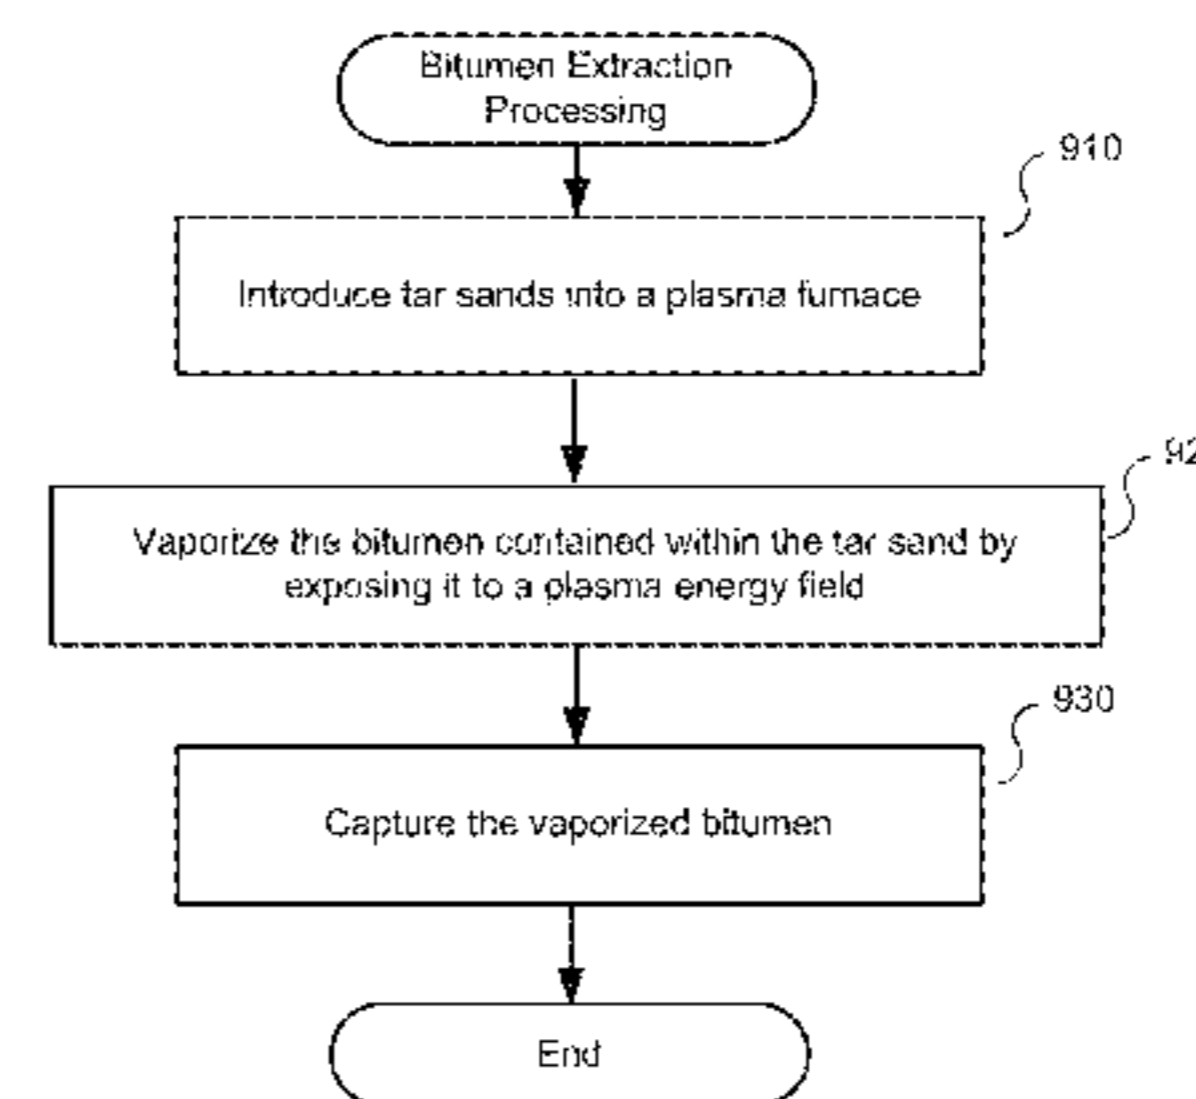 Bitumen Extraction
Processing
910
Introduce tar sands into a plasma furnace
92
Vaporize the bitumen contained within the tar sand by
exposing it to a plasma energy field
930
Capture the vaporized bitumen
End